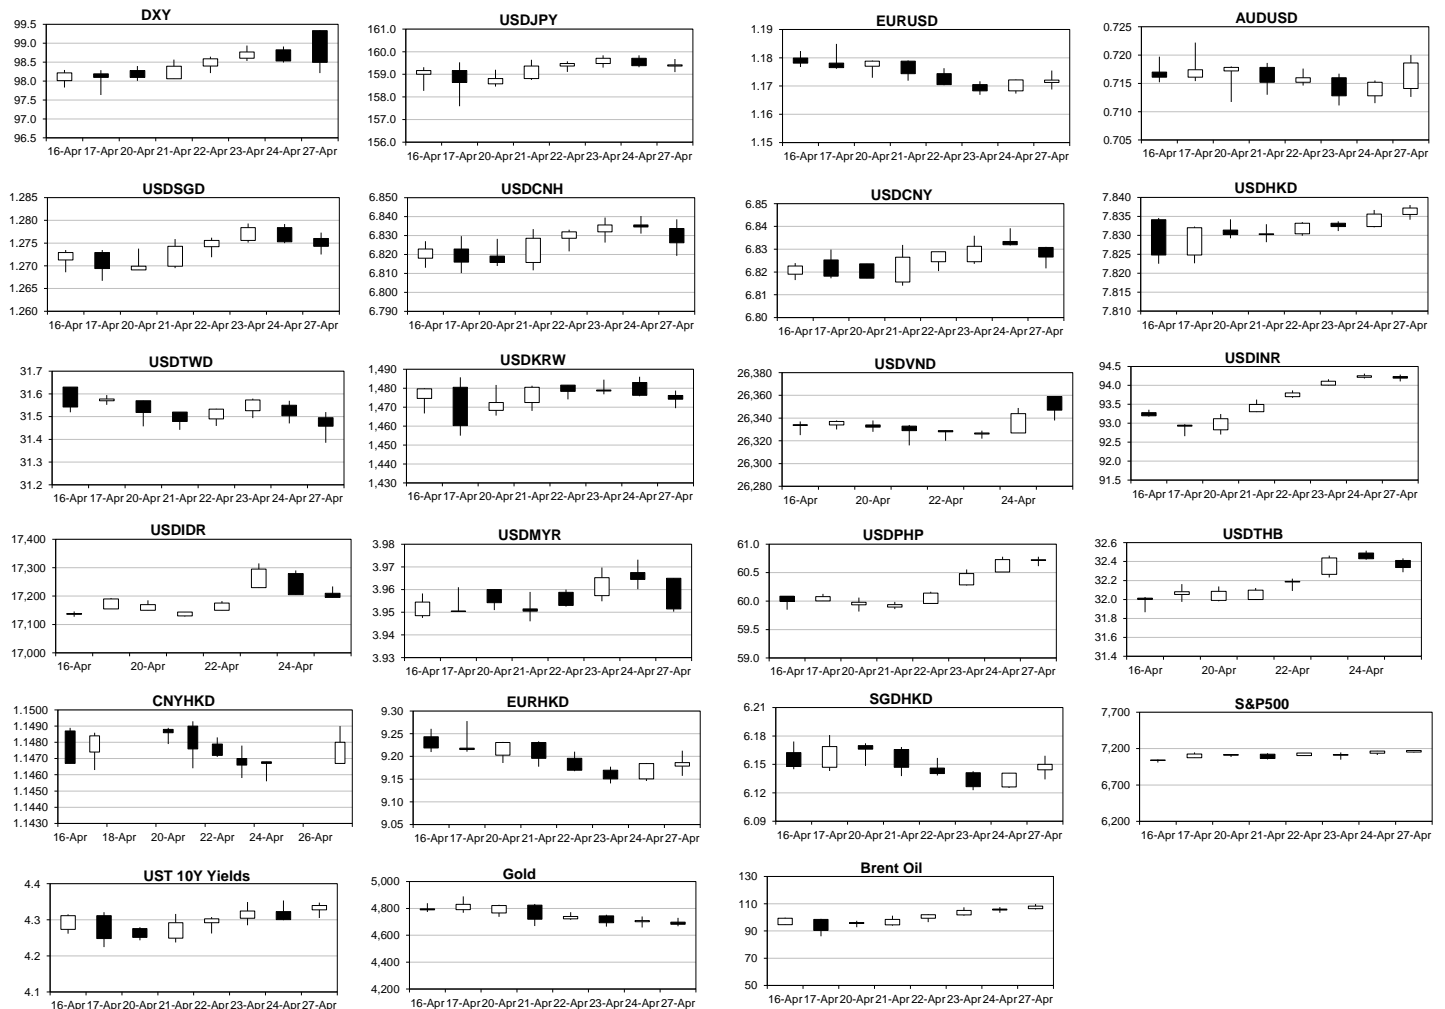 DXY
99.5
99.0
98.5
98.0
97.5
97.0
96.5
16-Apr 17-Apr 20-Apr 21-Apr 22-Apr 23-Apr 24-Apr 27-Apr
USDJPY
161.0
160.0
159.0
158.0
157.0
156.0
16-Apr 17-Apr 20-Apr 21-Apr 22-Apr 23-Apr 24-Apr 27-Apr
EURUSD
1.19
1.18
1.17
1.16
1.15
16-Apr 17-Apr 20-Apr 21-Apr 22-Apr 23-Apr 24-Apr 27-Apr
AUDUSD
0.725
0.720
0.715
0.710
0.705
16-Apr 17-Apr 20-Apr 21-Apr 22-Apr 23-Apr 24-Apr 27-Apr
USDSGD
1.285
1.280
1.275
1.270
1.265
1.260
16-Apr 17-Apr 20-Apr 21-Apr 22-Apr 23-Apr 24-Apr 27-Apr
USDCNH
6.850
6.840
6.830
6.820
6.810
6.800
6.790
16-Apr 17-Apr 20-Apr 21-Apr 22-Apr 23-Apr 24-Apr 27-Apr
USDCNY
6.85
6.84
6.83
6.82
6.81
6.80
16-Apr 17-Apr 20-Apr 21-Apr 22-Apr 23-Apr 24-Apr 27-Apr
USDHKD
7.840
7.835
7.830
7.825
7.820
7.815
7.810
16-Apr 17-Apr 20-Apr 21-Apr 22-Apr 23-Apr 24-Apr 27-Apr
USDTWD
31.7
31.6
31.5
31.4
31.3
31.2
16-Apr 17-Apr 20-Apr 21-Apr 22-Apr 23-Apr 24-Apr 27-Apr
USDKRW
1,490
1,480
1,470
1,460
1,450
1,440
1,430
16-Apr 17-Apr 20-Apr 21-Apr 22-Apr 23-Apr 24-Apr 27-Apr
USDVND
26,380
26,360
26,340
26,320
26,300
26,280
16-Apr 20-Apr 22-Apr 24-Apr
USDINR
94.5
94.0
93.5
93.0
92.5
92.0
91.5
16-Apr 17-Apr 20-Apr 21-Apr 22-Apr 23-Apr 24-Apr 27-Apr
USDIDR
17,400
17,300
17,200
17,100
17,000
16-Apr 20-Apr 22-Apr 24-Apr
USDMYR
3.98
3.97
3.96
3.95
3.94
3.93
16-Apr 17-Apr 20-Apr 21-Apr 22-Apr 23-Apr 24-Apr 27-Apr
USDPHP
61.0
60.5
60.0
59.5
59.0
16-Apr 17-Apr 20-Apr 21-Apr 22-Apr 23-Apr 24-Apr 27-Apr
USDTHB
32.6
32.4
32.2
32.0
31.8
31.6
31.4
16-Apr 20-Apr 22-Apr 24-Apr
CNYHKD
1.1500
1.1490
1.1480
1.1470
1.1460
1.1450
1.1440
1.1430
16-Apr 18-Apr 20-Apr 22-Apr 24-Apr 26-Apr
EURHKD
9.30
9.25
9.20
9.15
9.10
9.05
16-Apr 17-Apr 20-Apr 21-Apr 22-Apr 23-Apr 24-Apr 27-Apr
SGDHKD
6.21
6.18
6.15
6.12
6.09
16-Apr 17-Apr 20-Apr 21-Apr 22-Apr 23-Apr 24-Apr 27-Apr
S&P500
7,700
7,200
6,700
6,200
16-Apr 17-Apr 20-Apr 21-Apr 22-Apr 23-Apr 24-Apr 27-Apr
UST 10Y Yields
4.4
4.3
4.2
4.1
16-Apr 17-Apr 20-Apr 21-Apr 22-Apr 23-Apr 24-Apr 27-Apr
Gold
5,000
4,800
4,600
4,400
4,200
16-Apr 17-Apr 20-Apr 21-Apr 22-Apr 23-Apr 24-Apr 27-Apr
Brent Oil
130
110
90
70
50
16-Apr 17-Apr 20-Apr 21-Apr 22-Apr 23-Apr 24-Apr 27-Apr